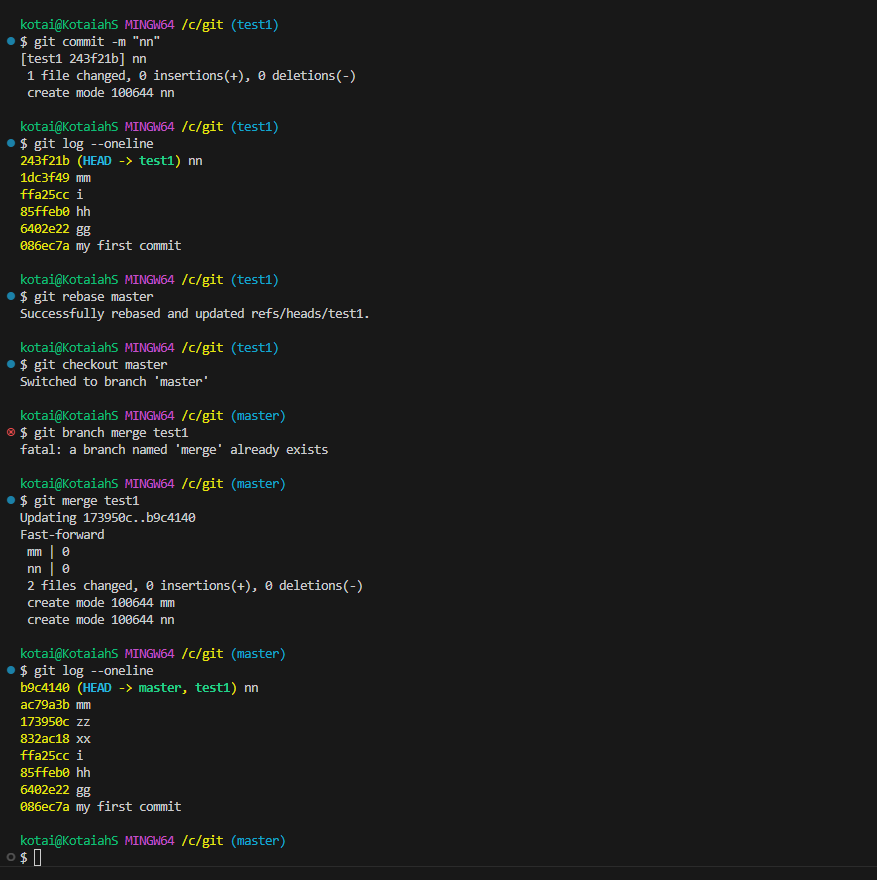 kotai@KotaiahS MINGW64 /c/git (test1)
$ git commit -m "nn"
[test1 243f21b] nn
 1 file changed, 0 insertions(+), 0 deletions(-)
 create mode 100644 nn

kotai@KotaiahS MINGW64 /c/git (test1)
$ git log --oneline
243f21b (HEAD -> test1) nn
1dc3f49 mm
ffa25cc i
85ffeb0 hh
6402e22 gg
086ec7a my first commit

kotai@KotaiahS MINGW64 /c/git (test1)
$ git rebase master
Successfully rebased and updated refs/heads/test1.

kotai@KotaiahS MINGW64 /c/git (test1)
$ git checkout master
Switched to branch 'master'

kotai@KotaiahS MINGW64 /c/git (master)
$ git branch merge test1
fatal: a branch named 'merge' already exists

kotai@KotaiahS MINGW64 /c/git (master)
$ git merge test1
Updating 173950c..b9c4140
Fast-forward
 mm | 0
 nn | 0
 2 files changed, 0 insertions(+), 0 deletions(-)
 create mode 100644 mm
 create mode 100644 nn

kotai@KotaiahS MINGW64 /c/git (master)
$ git log --oneline
b9c4140 (HEAD -> master, test1) nn
ac79a3b mm
173950c zz
832ac18 xx
ffa25cc i
85ffeb0 hh
6402e22 gg
086ec7a my first commit

kotai@KotaiahS MINGW64 /c/git (master)
$